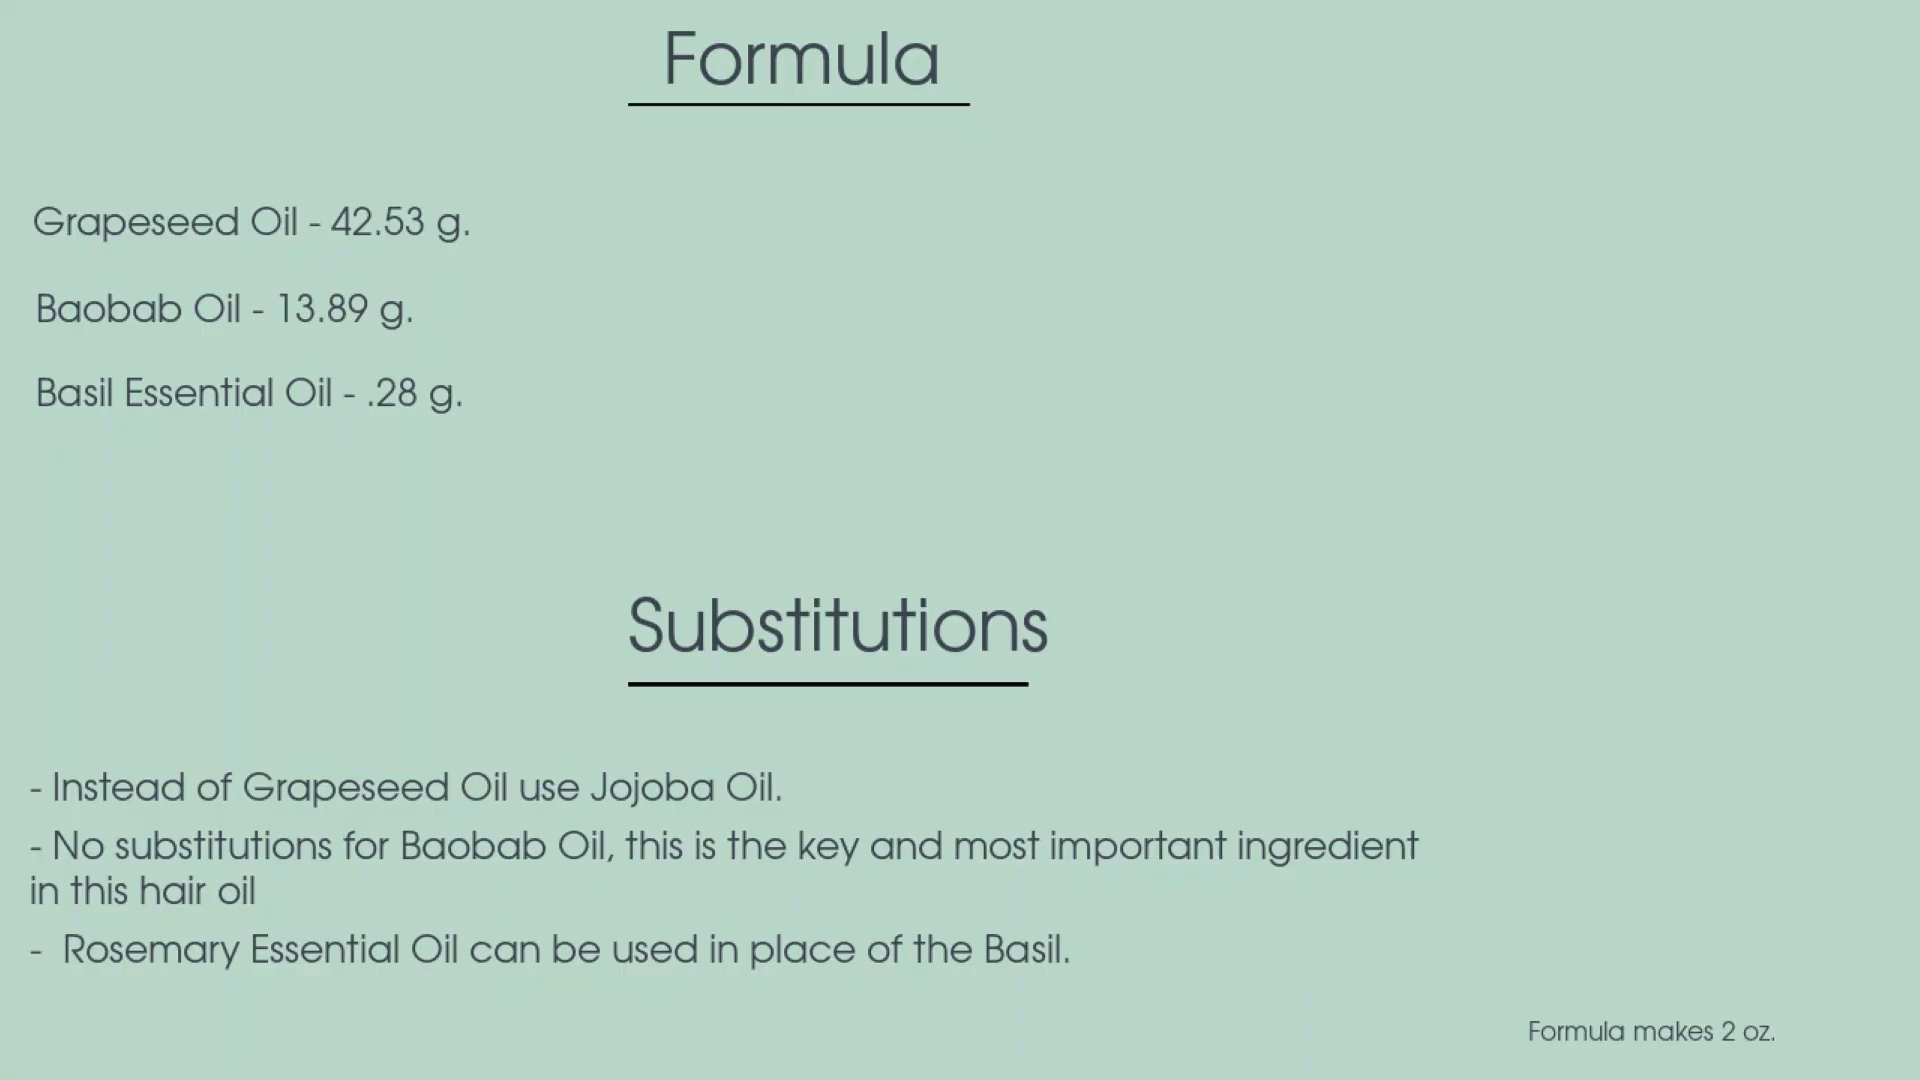 Formula
Grapeseed Oil - 42.53 g.
Baobab Oil - 13.89 g.
Basil Essential Oil - .28 g.
Substitutions
- Instead of Grapeseed Oil use Jojoba Oil.
- No substitutions for Baobab Oil, this is the key and most important ingredient
in this hair oil
-  Rosemary Essential Oil can be used in place of the Basil.
Formula makes 2 oz.